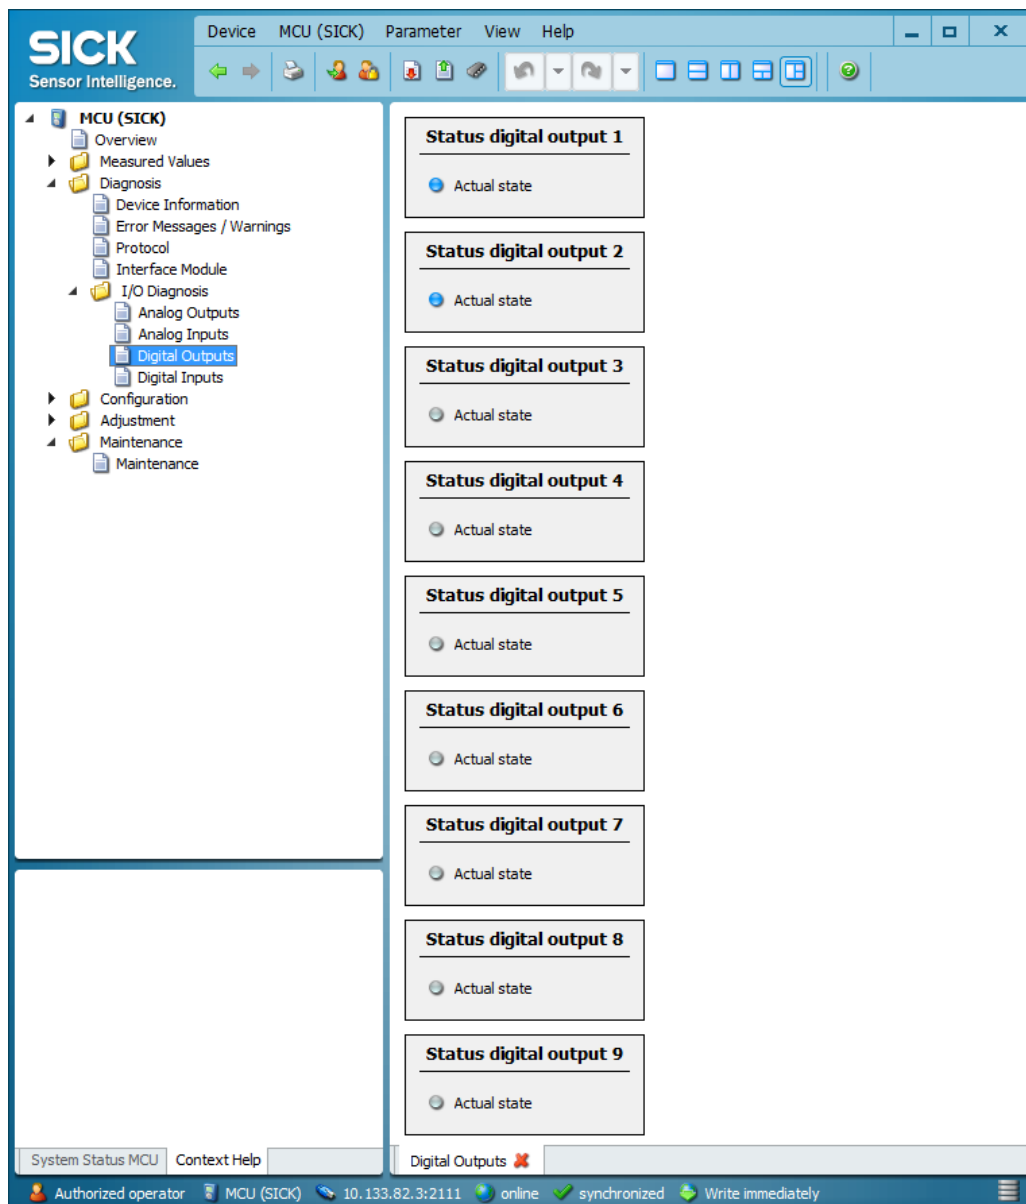 SICK
Sensor Intelligence.
Device MCU (SICK) Parameter View Help
MCU (SICK)
Overview
Measured Values
Diagnosis
Device Information
Error Messages / Warnings
Protocol
Interface Module
I/O Diagnosis
Analog Outputs
Analog Inputs
Digital Outputs
Digital Inputs
Configuration
Adjustment
Maintenance
Maintenance
System Status MCU Context Help
Status digital output 1
Actual state
Status digital output 2
Actual state
Status digital output 3
Actual state
Status digital output 4
Actual state
Status digital output 5
Actual state
Status digital output 6
Actual state
Status digital output 7
Actual state
Status digital output 8
Actual state
Status digital output 9
Actual state
Digital Outputs
Authorized operator MCU (SICK) 10.133.82.3:2111 online synchronized Write immediately